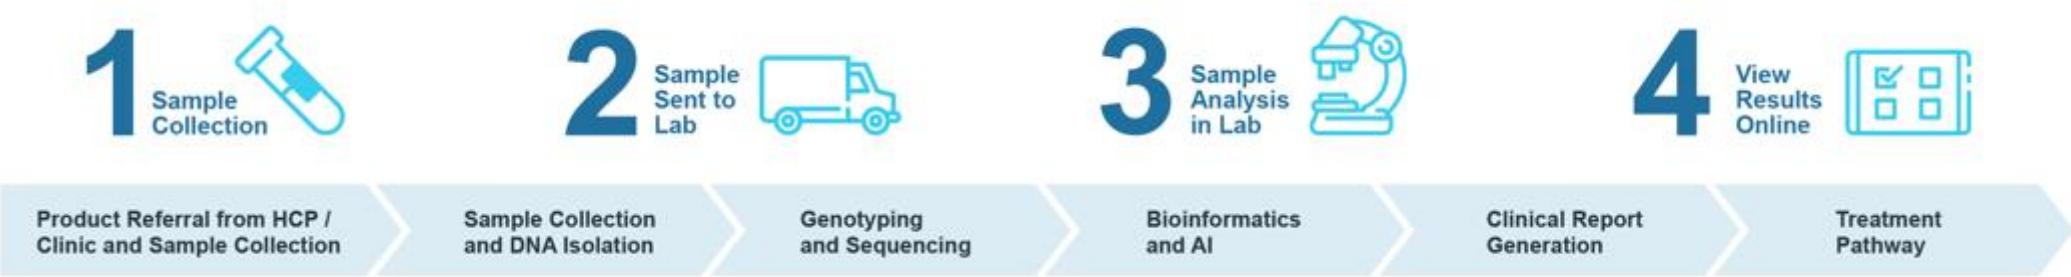 1
Sample
Collection
2
Sample
Sent to
Lab
3
Sample
Analysis
in Lab
4
View
Results
Online
Product Referral from HCP /
Clinic and Sample Collection
Sample Collection
and DNA Isolation
Genotyping
and Sequencing
Bioinformatics
and AI
Clinical Report
Generation
Treatment
Pathway